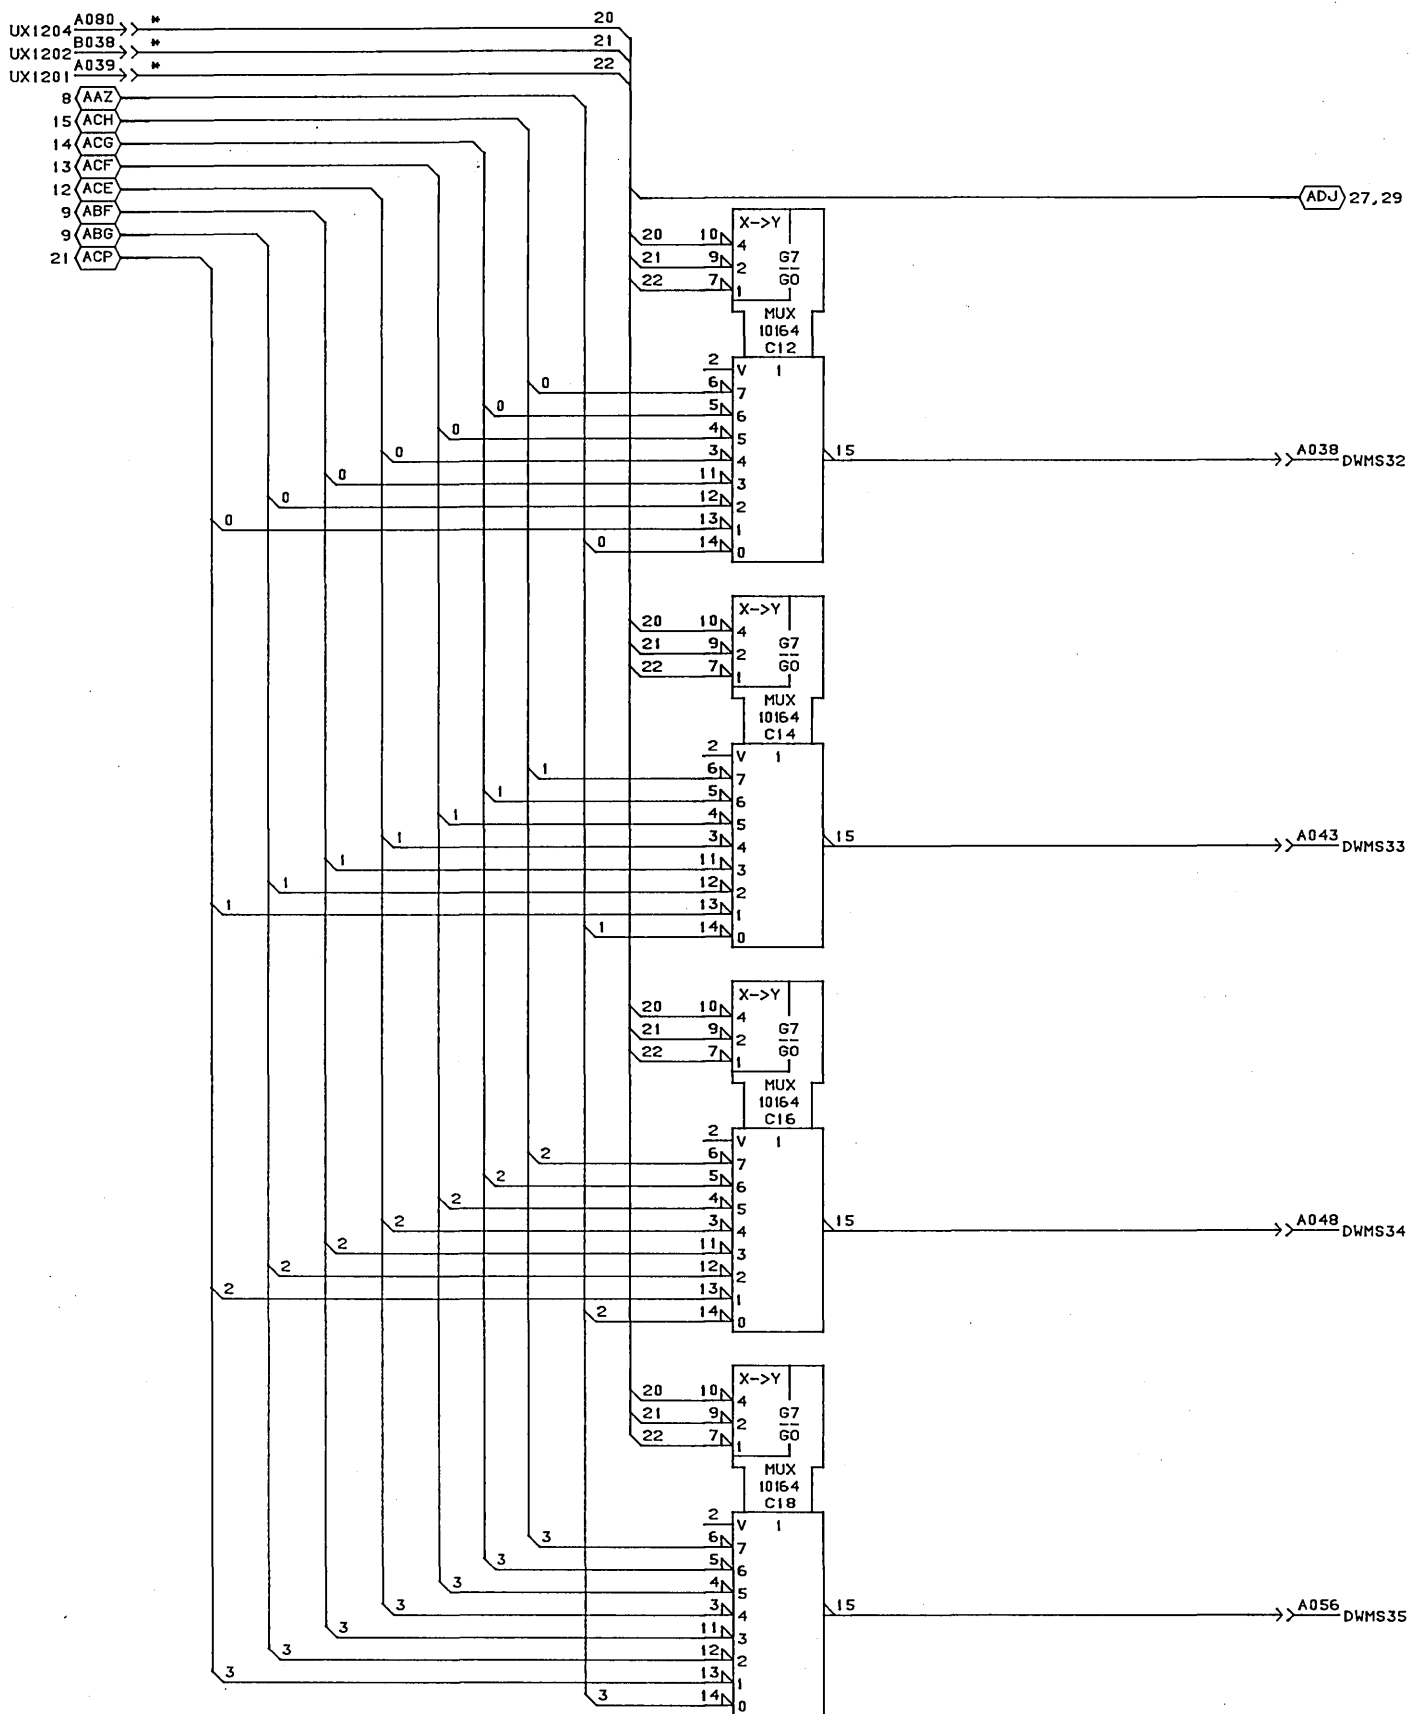 A080 * 20
UX1204
B038 * 21
UX1202
A039 * 22
UX1201
8 AAZ
15 ACH
14 ACG
13 ACF
12 ACE
9 ABF
ADJ 27,29
9 ABG
21 ACP
X->Y
20 10 4
21 9 2 G7
22 7 1 G0
MUX
10164
C12
2 V 1
0 6 7
0 5 6
0 4 5
0 3 4
15 A038 DWMS32
0 11 3
0 12 2
0 13 1
0 14 0
X->Y
20 10 4
21 9 2 G7
22 7 1 G0
MUX
10164
C14
2 V 1
1 6 7
1 5 6
1 4 5
1 3 4
15 A043 DWMS33
1 11 3
1 12 2
1 13 1
1 14 0
X->Y
20 10 4
21 9 2 G7
22 7 1 G0
MUX
10164
C16
2 V 1
2 6 7
2 5 6
2 4 5
2 3 4
15 A048 DWMS34
2 11 3
2 12 2
2 13 1
2 14 0
X->Y
20 10 4
21 9 2 G7
22 7 1 G0
MUX
10164
C18
2 V 1
3 6 7
3 5 6
3 4 5
3 3 4
15 A056 DWMS35
3 11 3
3 12 2
3 13 1
3 14 0